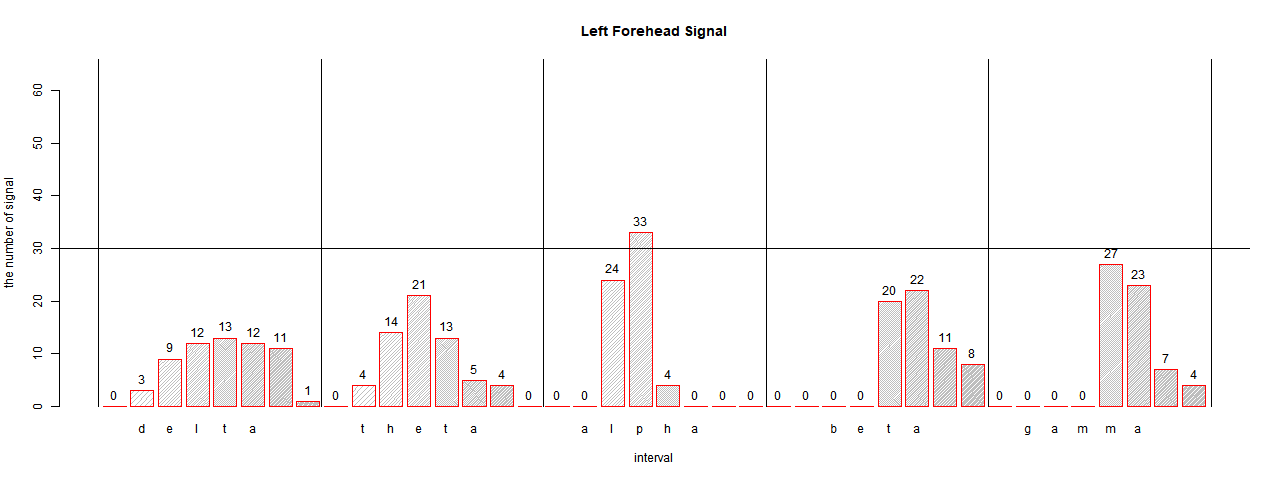 Left Forehead Signal
the number of signal
60
50
40
30
20
10
0
0 3 9 12 13 12 11 1 0 4 14 21 13 5 4 0 0 0 24 33 4 0 0 0 0 0 0 0 20 22 11 8 0 0 0 0 27 23 7 4
d e l t a t h e t a a l p h a b e t a g a m m a
interval